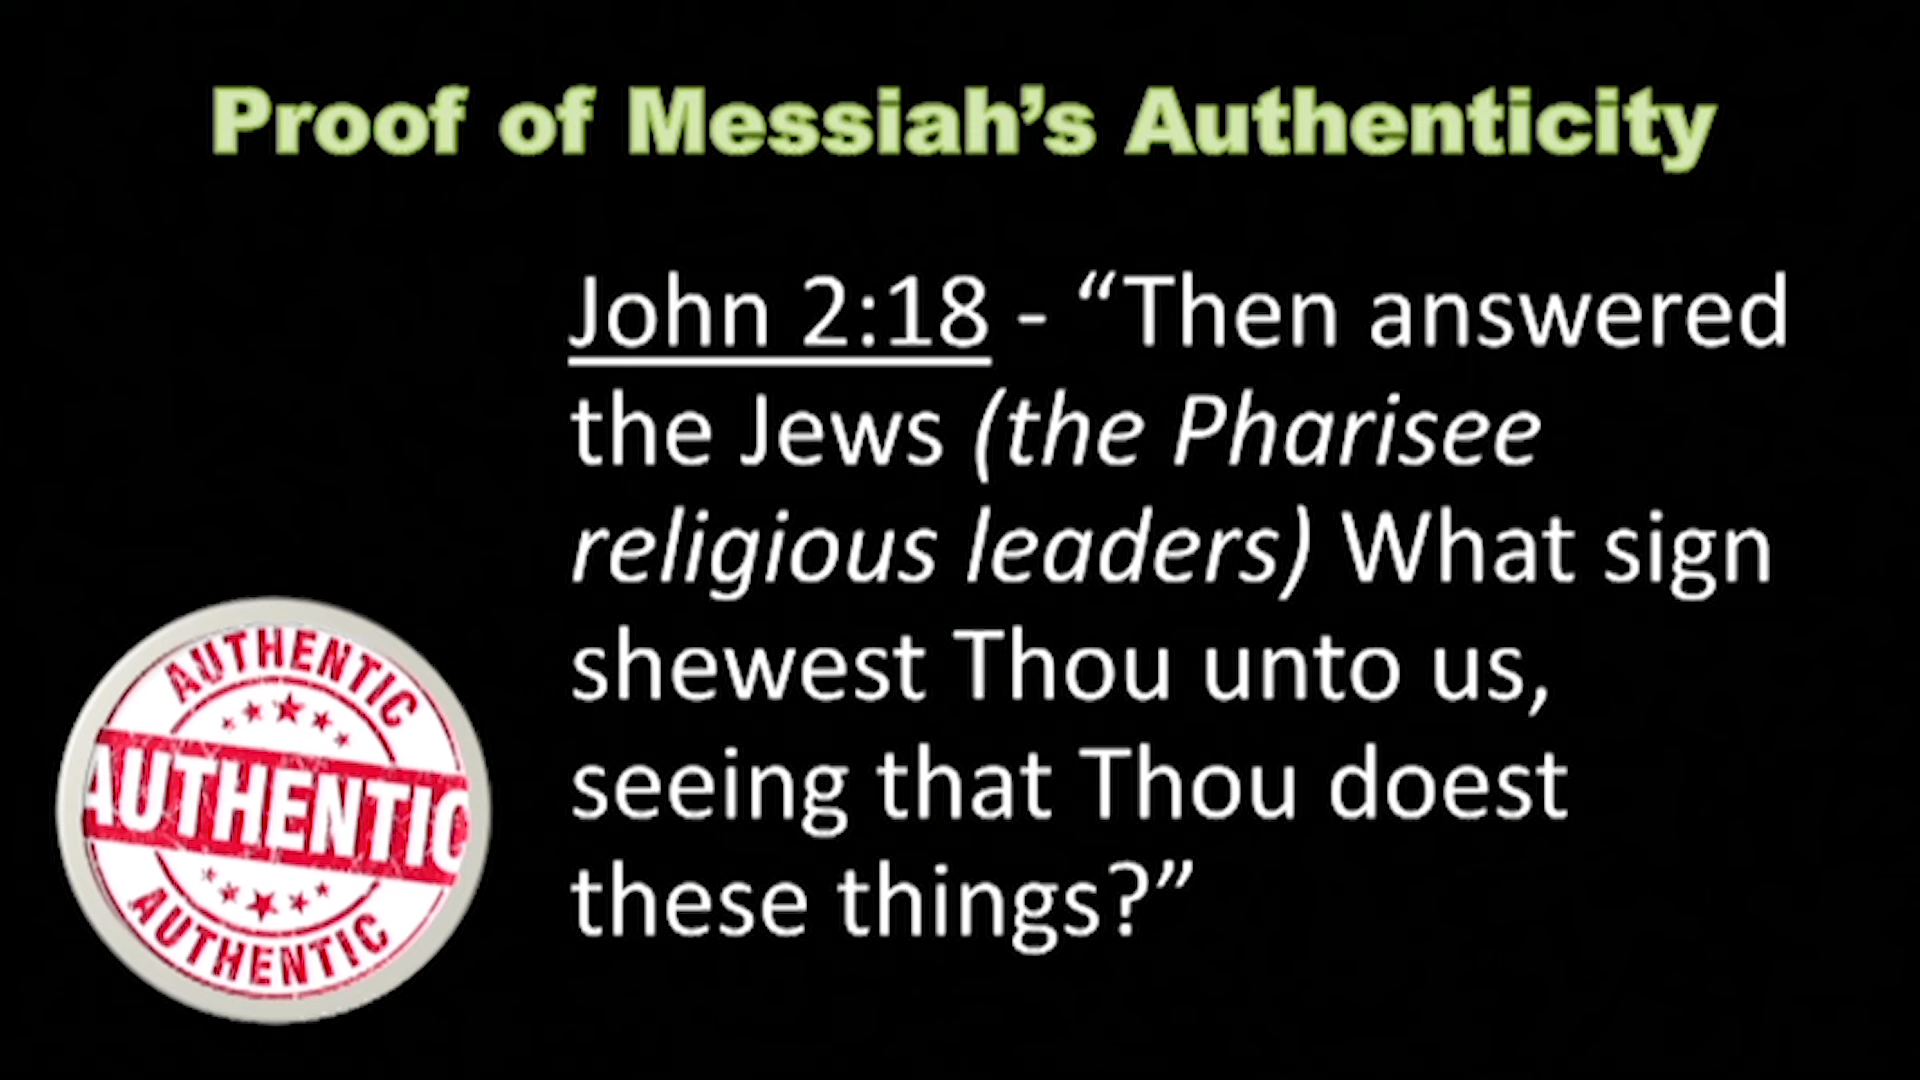 Proof of Messiah’s Authenticity
John 2:18 - “Then answered
the Jews (the Pharisee
religious leaders) What sign
shewest Thou unto us,
seeing that Thou doest
these things?”
AUTHENTIC
AUTHENTIC
AUTHENTIC